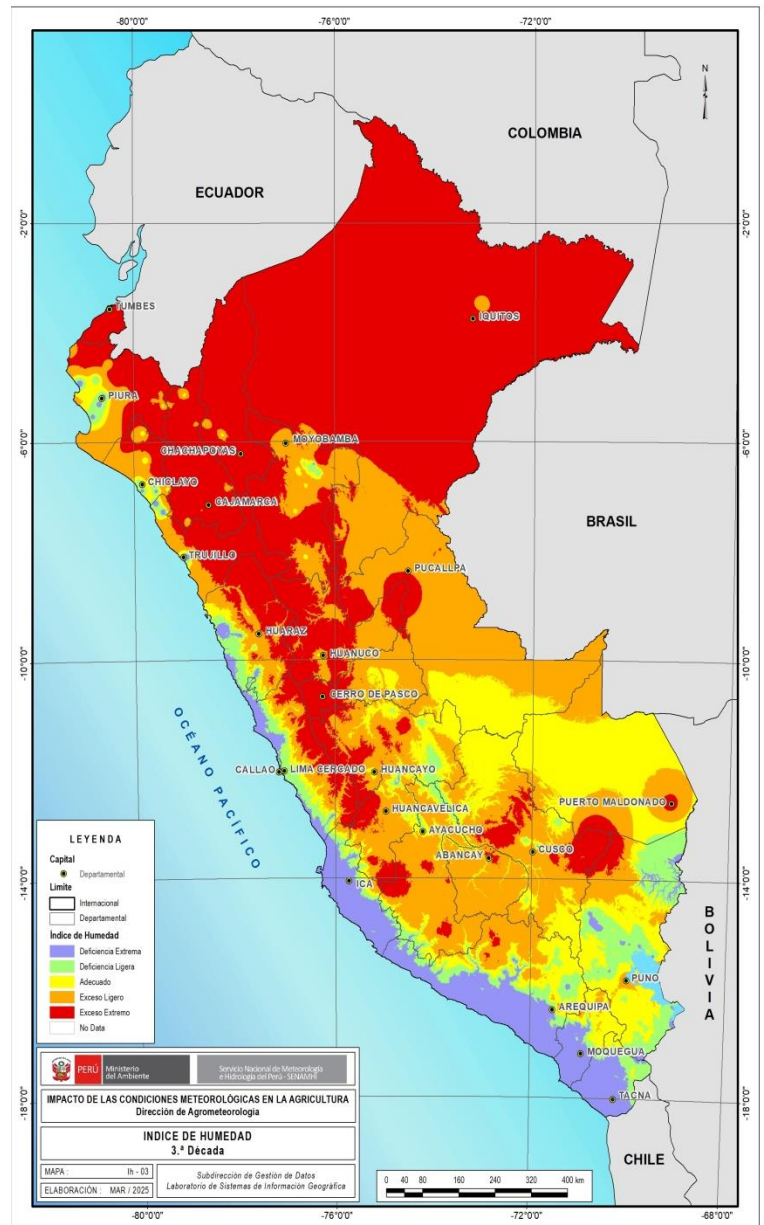 -80°0'0"
-76°0'0"
-72°0'0"
N
COLOMBIA
ECUADOR
-2°0'0"
-2°0'0"
TUMBES
IQUITOS
PIURA
-6°0'0"
-6°0'0"
MOYOBAMBA
CHACHAPOYAS
CHICLAYO
CAJAMARCA
BRASIL
TRUJILLO
PUCALLPA
HUARAZ
HUANUCO
-10°0'0"
-10°0'0"
CERRO DE PASCO
OCÉANO PACÍFICO
CALLAO
LIMA CERCADO
HUANCAYO
PUERTO MALDONADO
HUANCAVELICA
AYACUCHO
ABANCAY
CUSCO
-14°0'0"
-14°0'0"
ICA
BOLIVIA
PUNO
AREQUIPA
MOQUEGUA
TACNA
-18°0'0"
-18°0'0"
CHILE
LEYENDA
Capital
Departamental
Limite
Internacional
Departamental
Índice de Humedad
Deficiencia Extrema
Deficiencia Ligera
Adecuado
Exceso Ligero
Exceso Extremo
No Data
PERÚ
Ministerio
del Ambiente
Servicio Nacional de Meteorología
e Hidrología del Perú - SENAMHI
IMPACTO DE LAS CONDICIONES METEOROLÓGICAS EN LA AGRICULTURA
Dirección de Agrometeorología
INDICE DE HUMEDAD
3.ª Década
MAPA : Ih - 03
ELABORACIÓN : MAR / 2025
Subdirección de Gestión de Datos
Laboratorio de Sistemas de Información Geográfica
0 40 80 160 240 320 400 km
-80°0'0"
-76°0'0"
-72°0'0"
-68°0'0"